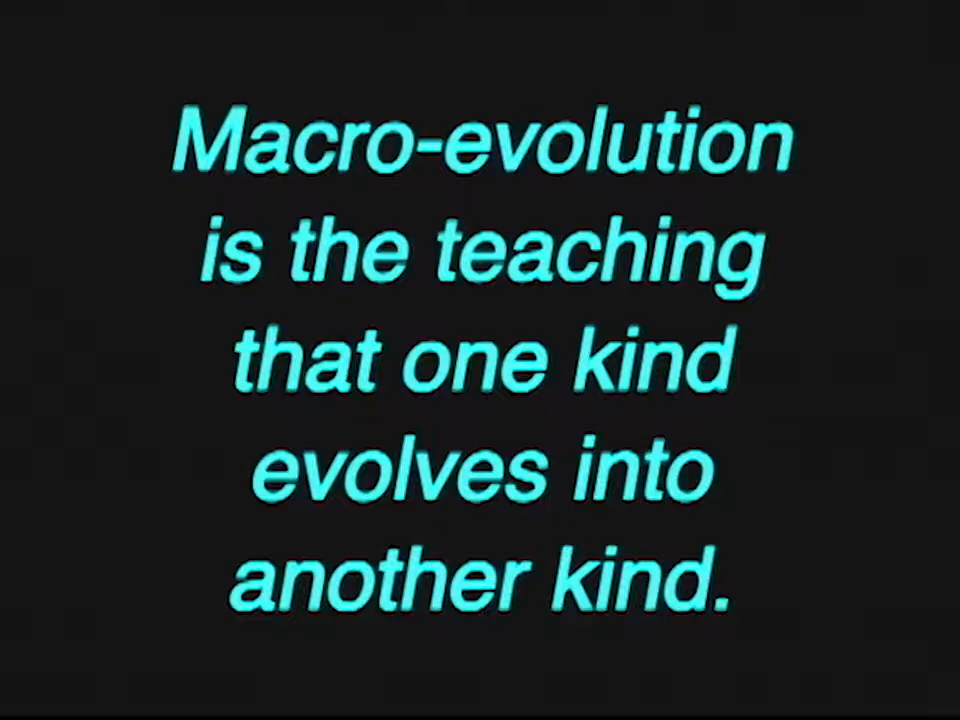 Macro-evolution
is the teaching
that one kind
evolves into
another kind.